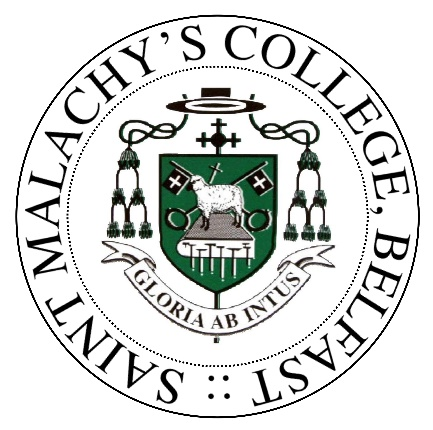 SAINT MALACHY'S COLLEGE, BELFAST ::
GLORIA AB INTUS